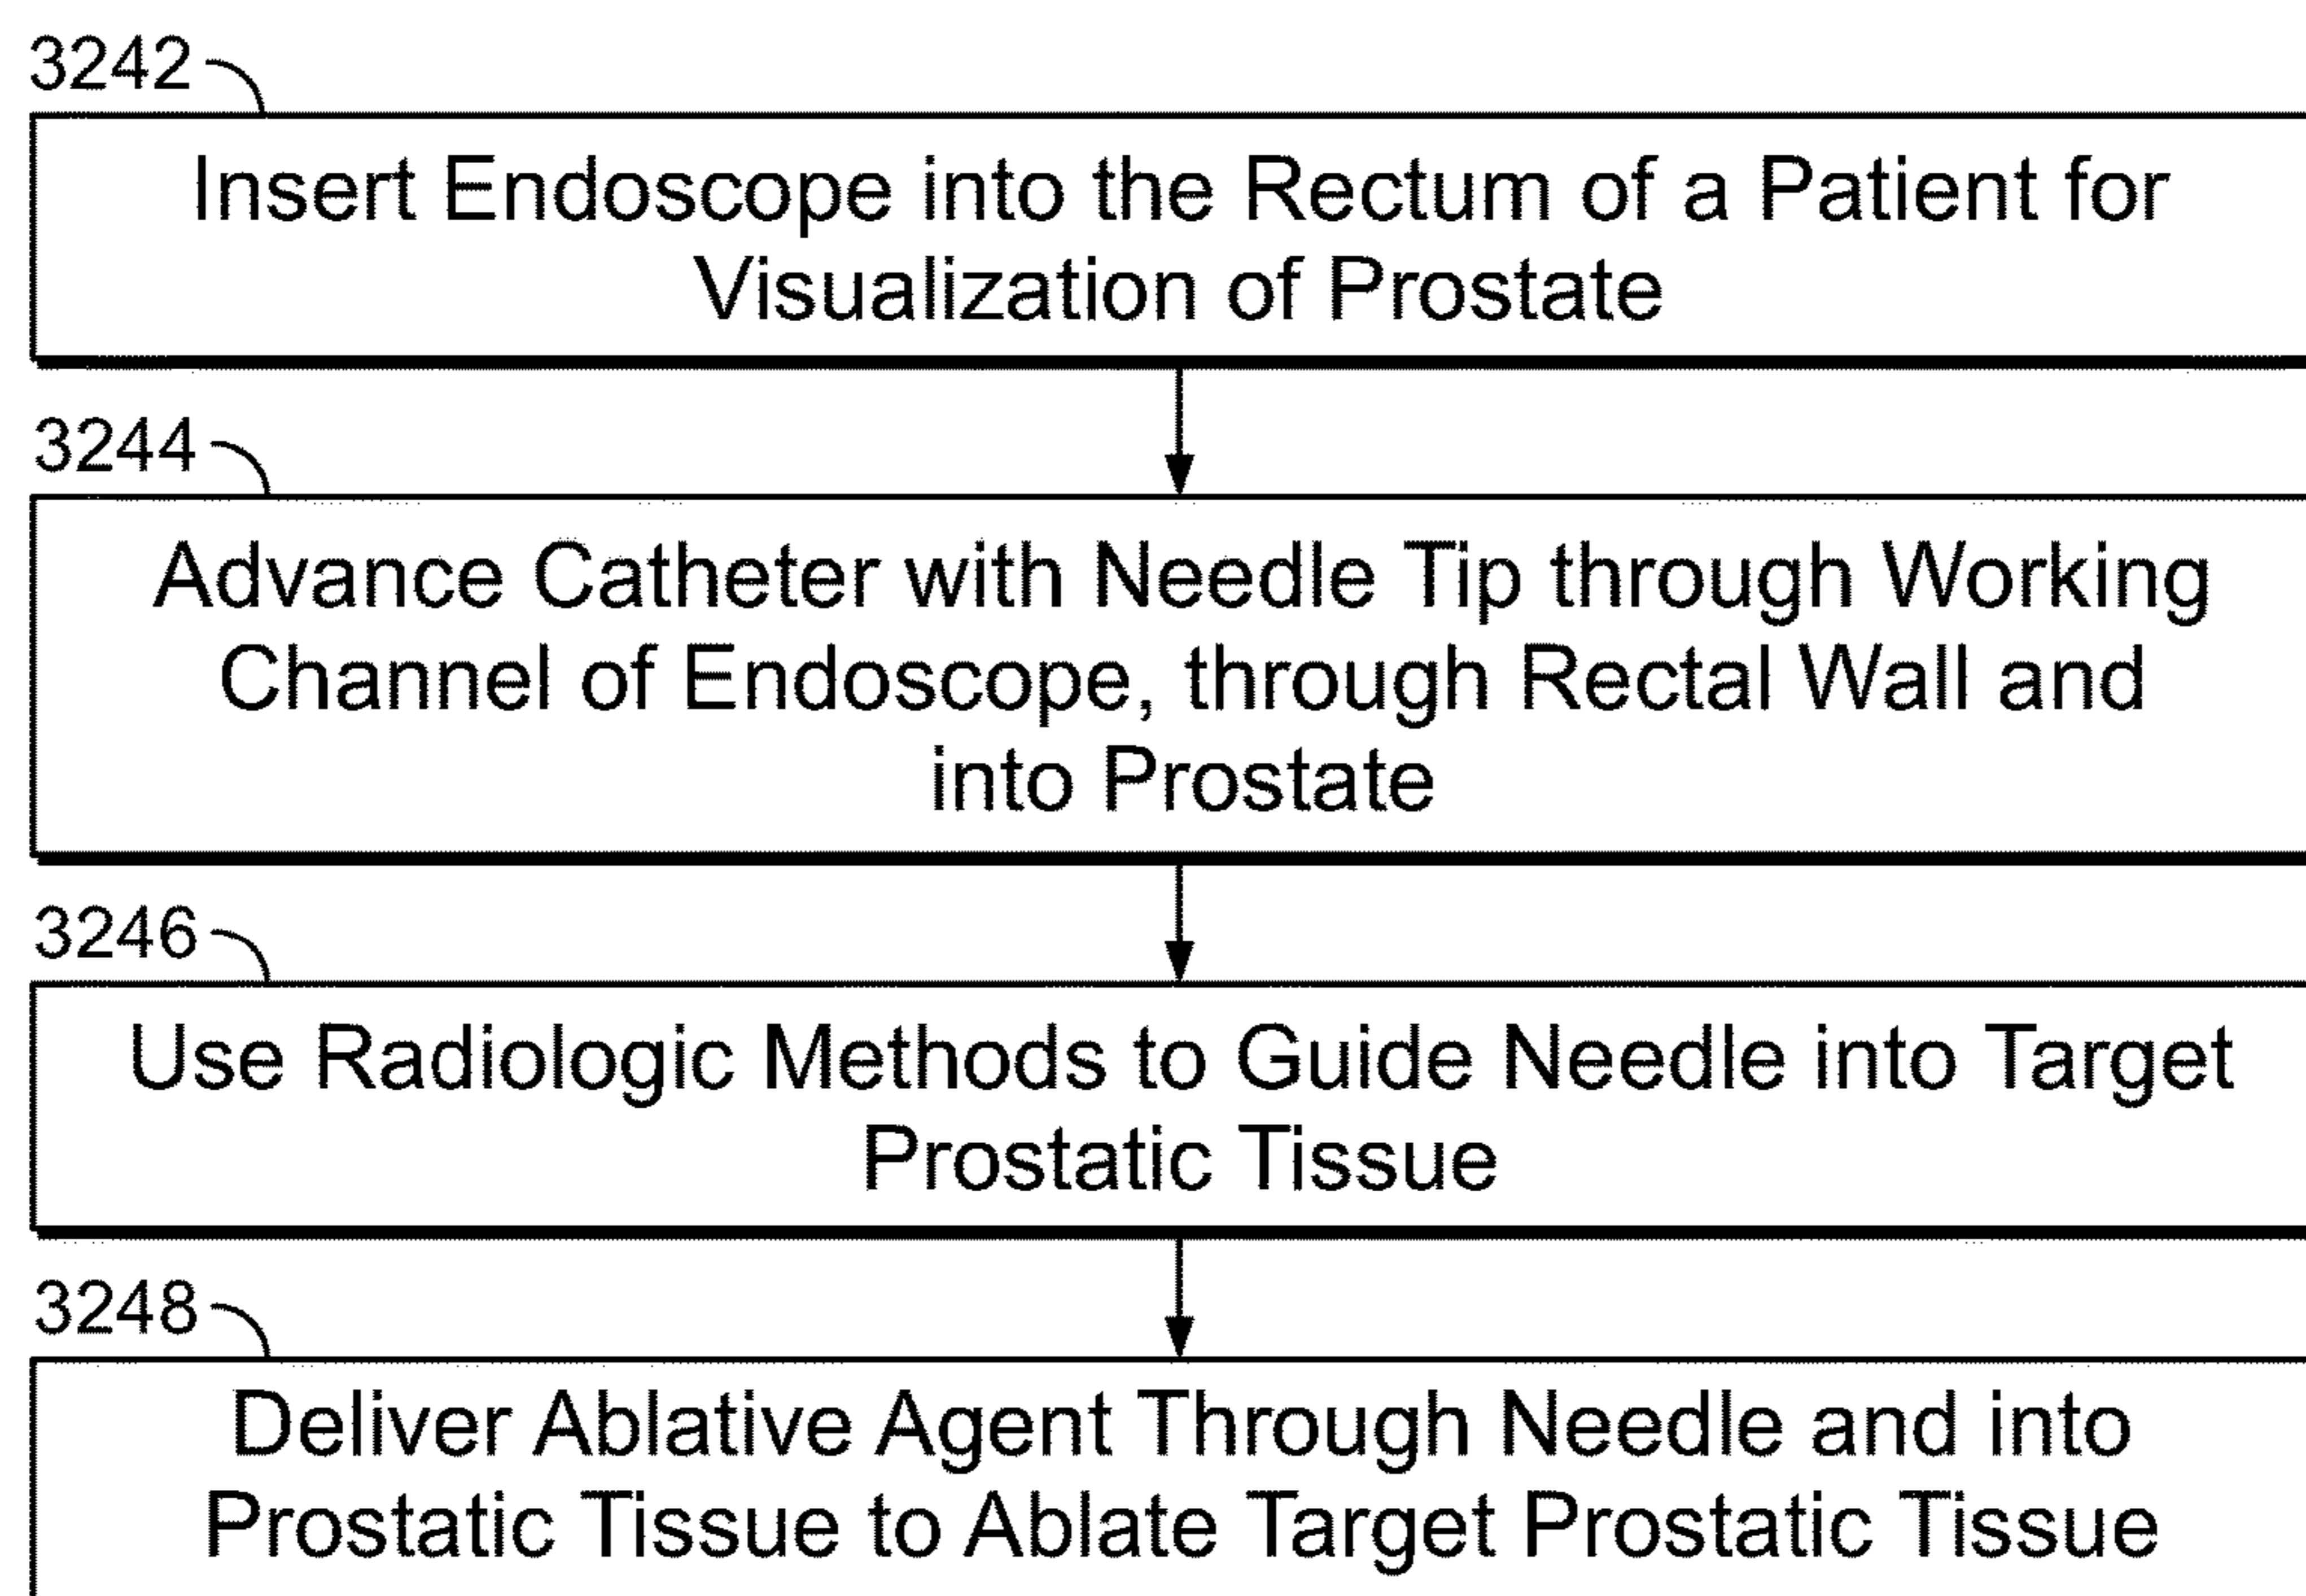 3242
Insert Endoscope into the Rectum of a Patient for
Visualization of Prostate
3244
Advance Catheter with Needle Tip through Working
Channel of Endoscope, through Rectal Wall and
into Prostate
3246
Use Radiologic Methods to Guide Needle into Target
Prostatic Tissue
3248
Deliver Ablative Agent Through Needle and into
Prostatic Tissue to Ablate Target Prostatic Tissue